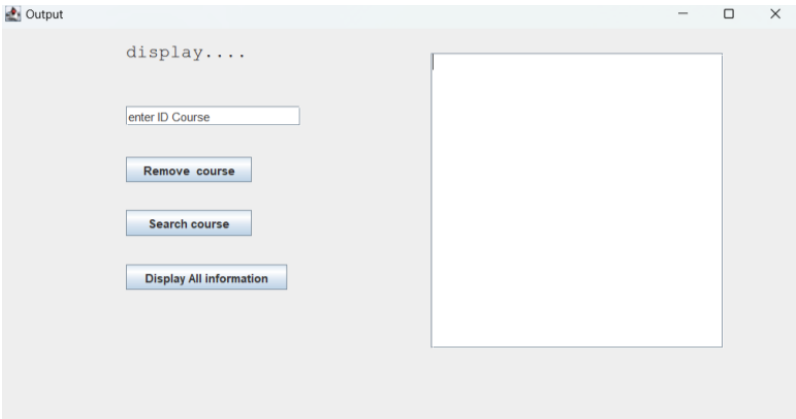 Output
display....
enter ID Course
Remove  course
Search course
Display All information